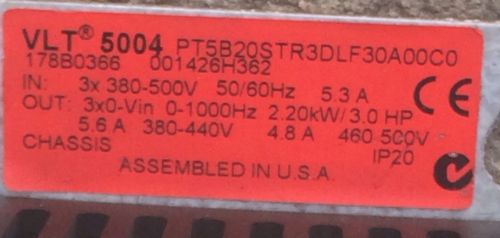 VLT® 5004 PT5B20STR3DLF30A00C0
178B0366 001426H362
IN: 3x 380-500V 50/60Hz 5.3 A
OUT: 3x0-Vin 0-1000Hz 2.20kW/3.0 HP
5.6 A 380-440V 4.8 A 460 500V
CHASSIS IP20
ASSEMBLED IN U.S.A.
CE